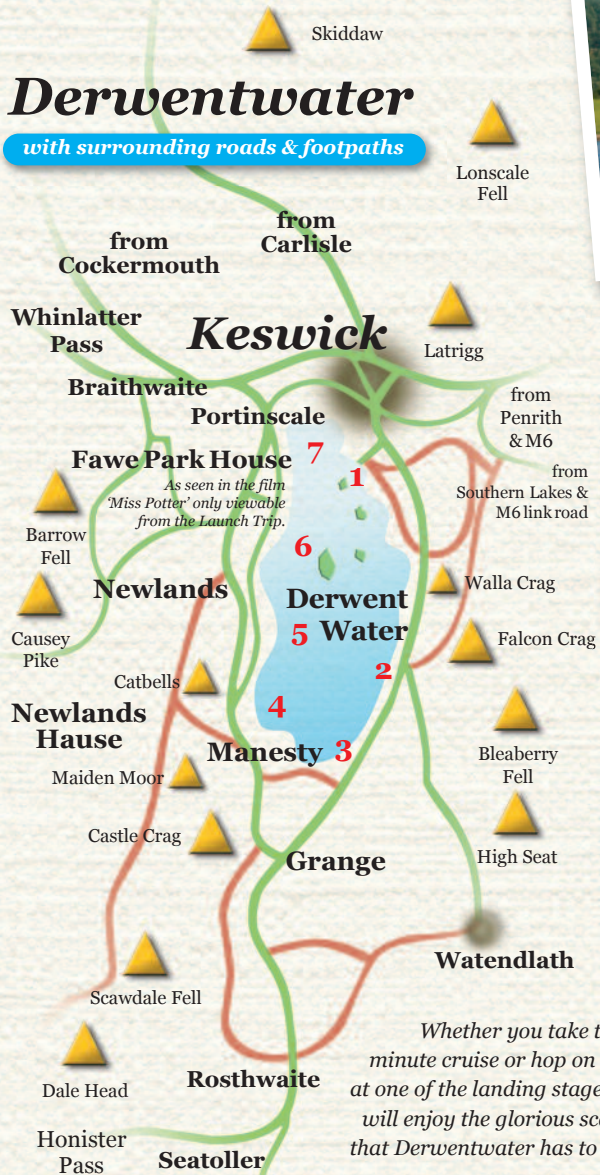 Skiddaw
Derwentwater
with surrounding roads & footpaths
Lonscale
Fell
from
Carlisle
from
Cockermouth
Whinlatter
Pass
Keswick
Latrigg
Braithwaite
from
Penrith
& M6
Portinscale
7
Fawe Park House
As seen in the film
‘Miss Potter’ only viewable
from the Launch Trip.
1
from
Southern Lakes &
M6 link road
Barrow
Fell
6
Newlands
Walla Crag
Derwent
Water
5
Causey
Pike
Falcon Crag
2
Catbells
4
Newlands
Hause
Manesty
3
Bleaberry
Fell
Maiden Moor
Castle Crag
High Seat
Grange
Watendlath
Scawdale Fell
Whether you take t
minute cruise or hop on
at one of the landing stage
will enjoy the glorious sc
that Derwentwater has to
Dale Head
Rosthwaite
Honister
Pass
Seatoller